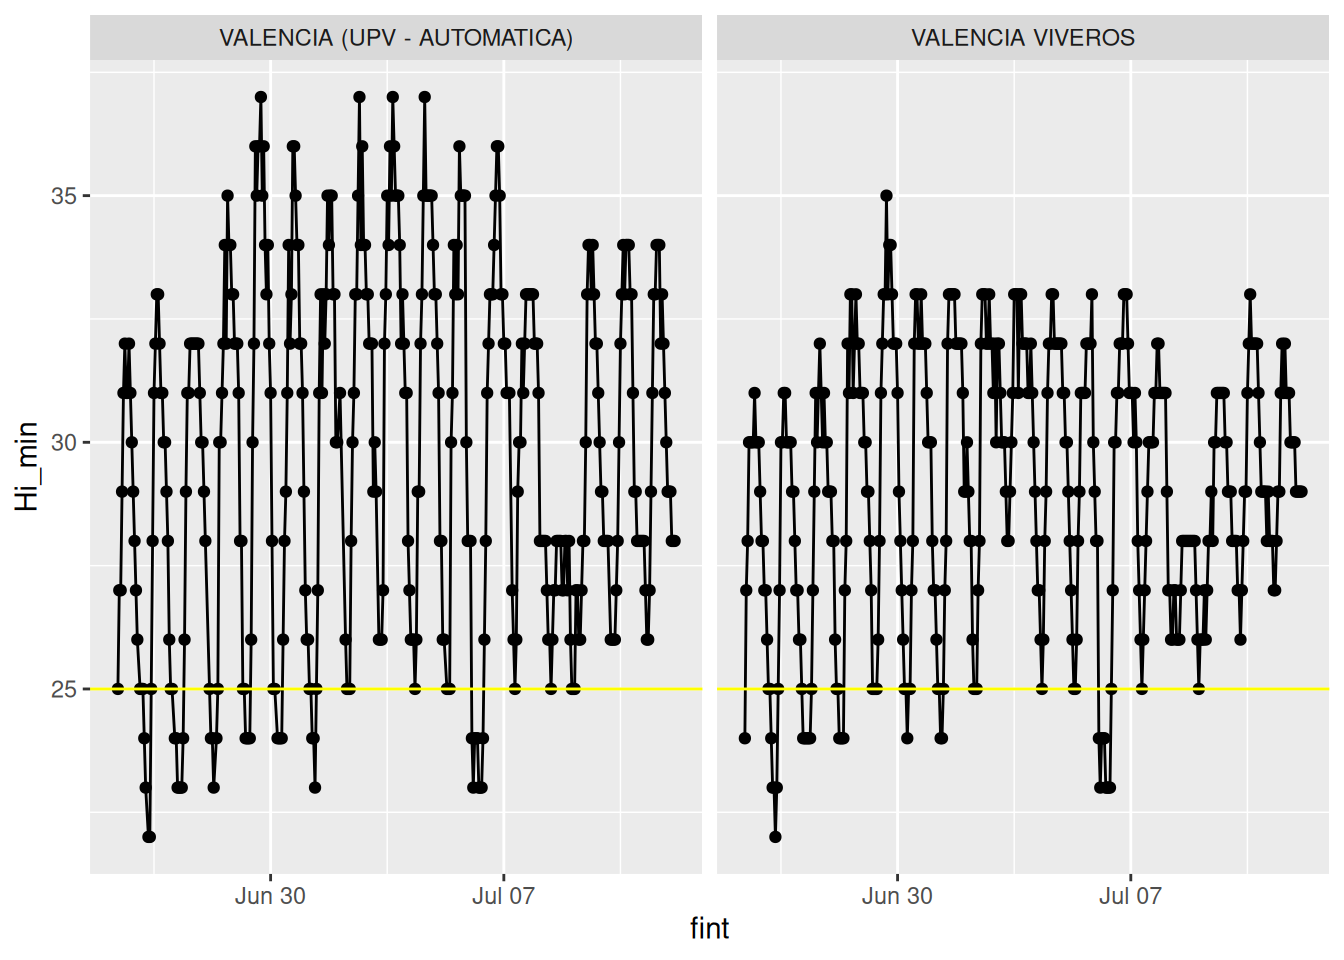 VALENCIA (UPV - AUTOMATICA)
VALENCIA VIVEROS
Hi_min
35
30
25
Jun 30
Jul 07
Jun 30
Jul 07
fint